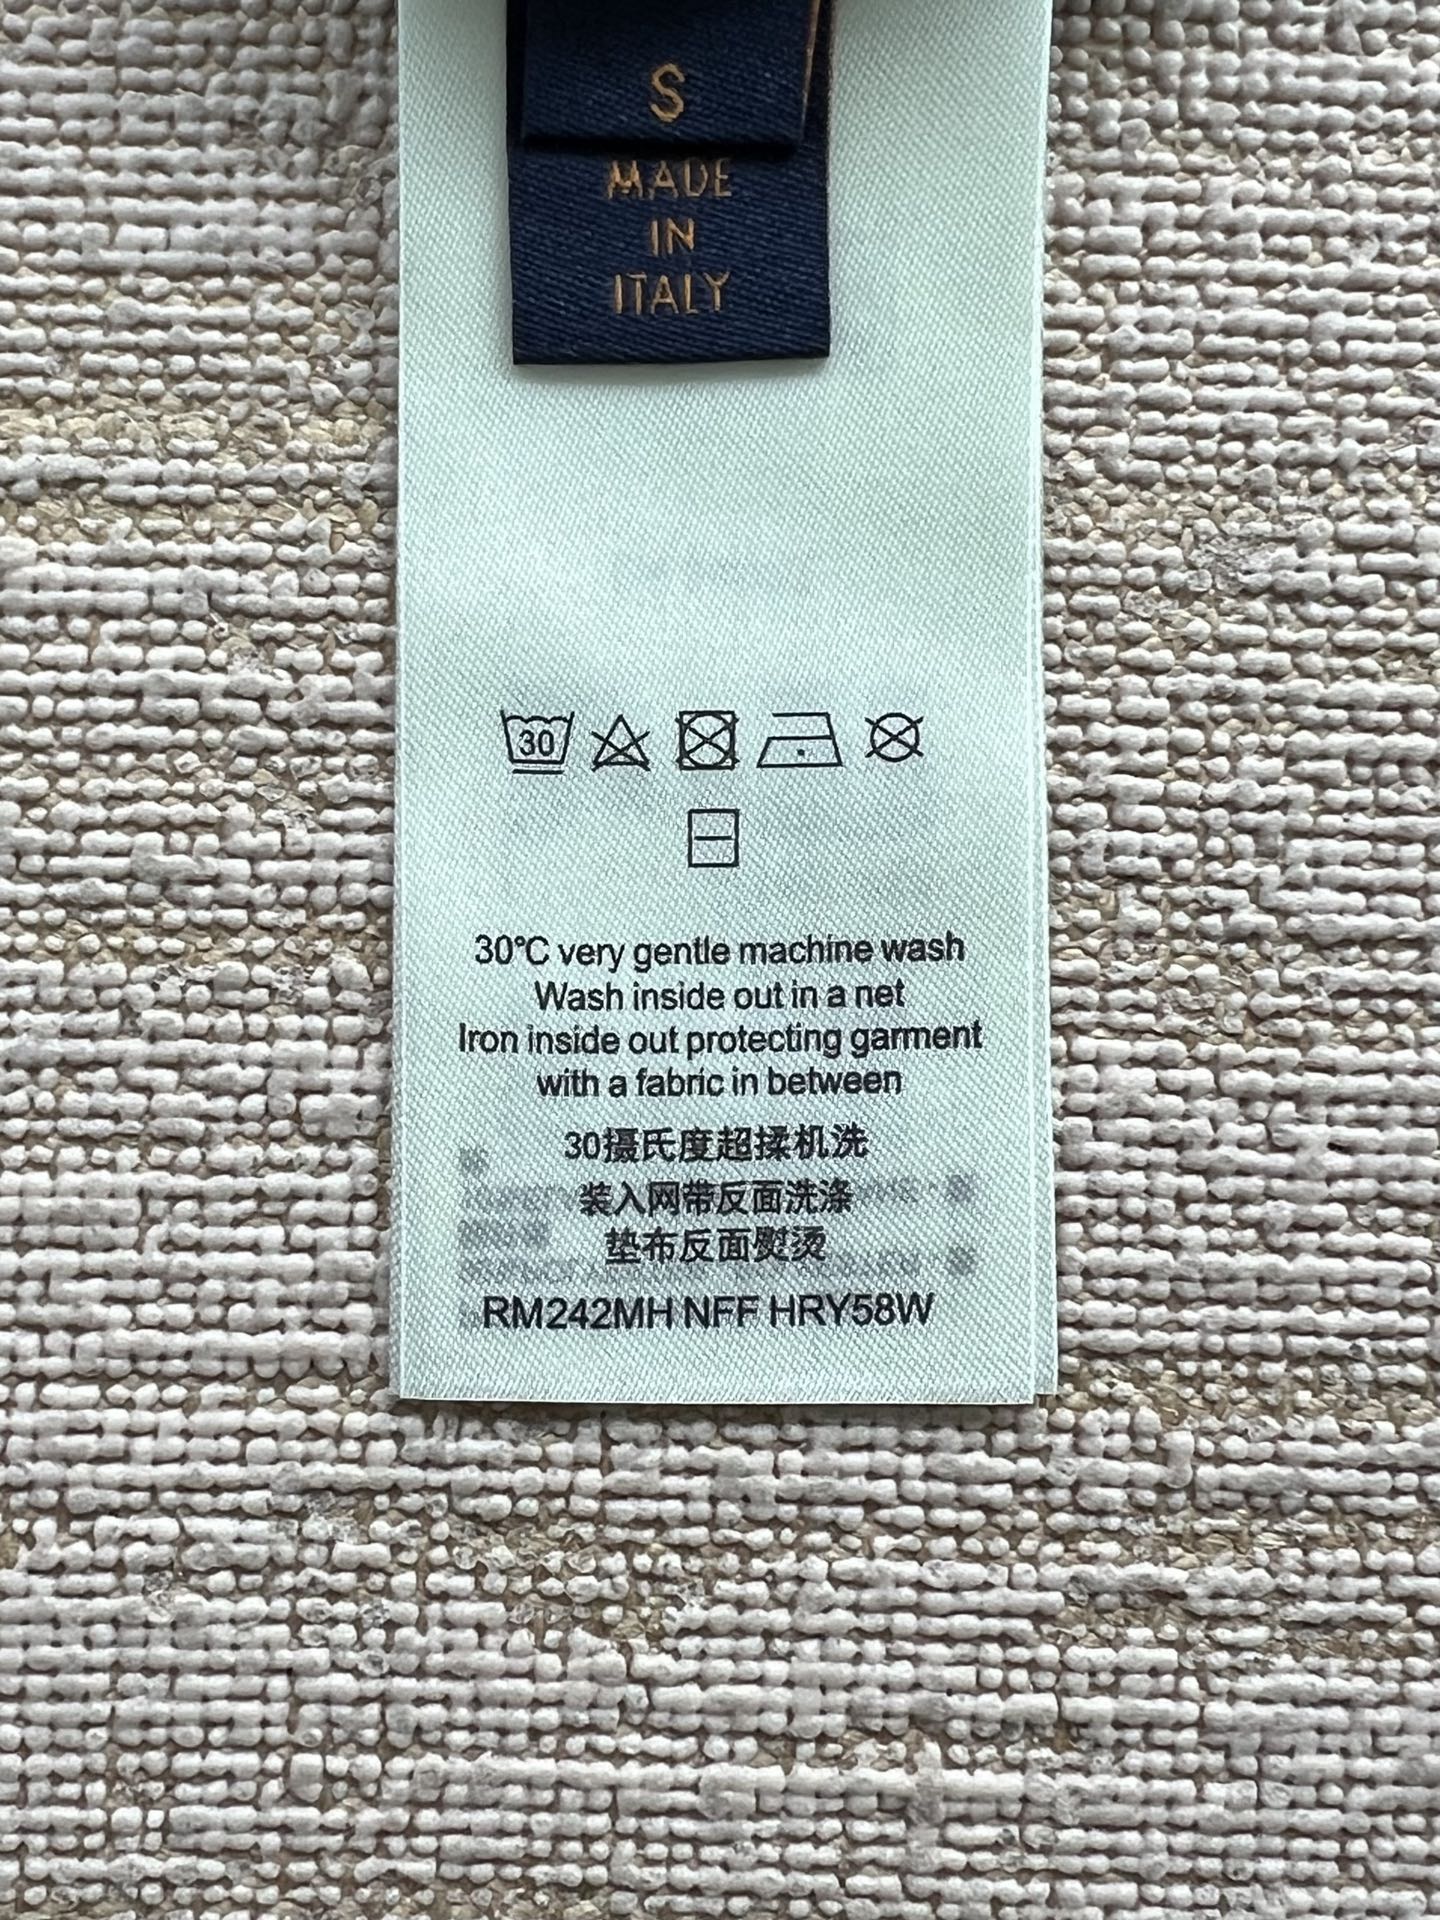 S
MADE
IN
ITALY
30
30°C very gentle machine wash
Wash inside out in a net
Iron inside out protecting garment
with a fabric in between
30摄氏度超揉机洗
装入网带反面洗涤
垫布反面熨烫
RM242MH NFF HRY58W